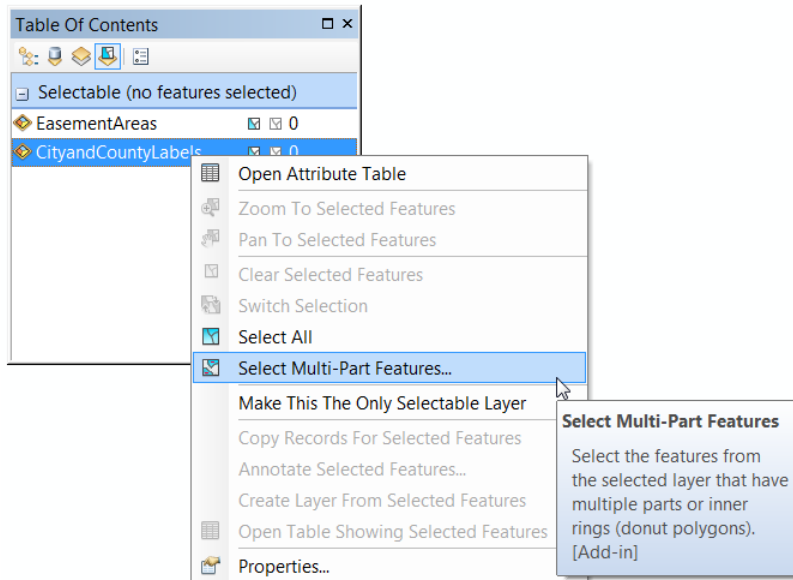 Table Of Contents
Selectable (no features selected)
EasementAreas 0
CityandCountyLabels 0
Open Attribute Table
Zoom To Selected Features
Pan To Selected Features
Clear Selected Features
Switch Selection
Select All
Select Multi-Part Features...
Make This The Only Selectable Layer
Copy Records For Selected Features
Annotate Selected Features...
Create Layer From Selected Features
Open Table Showing Selected Features
Properties...
Select Multi-Part Features
Select the features from
the selected layer that have
multiple parts or inner
rings (donut polygons).
[Add-in]